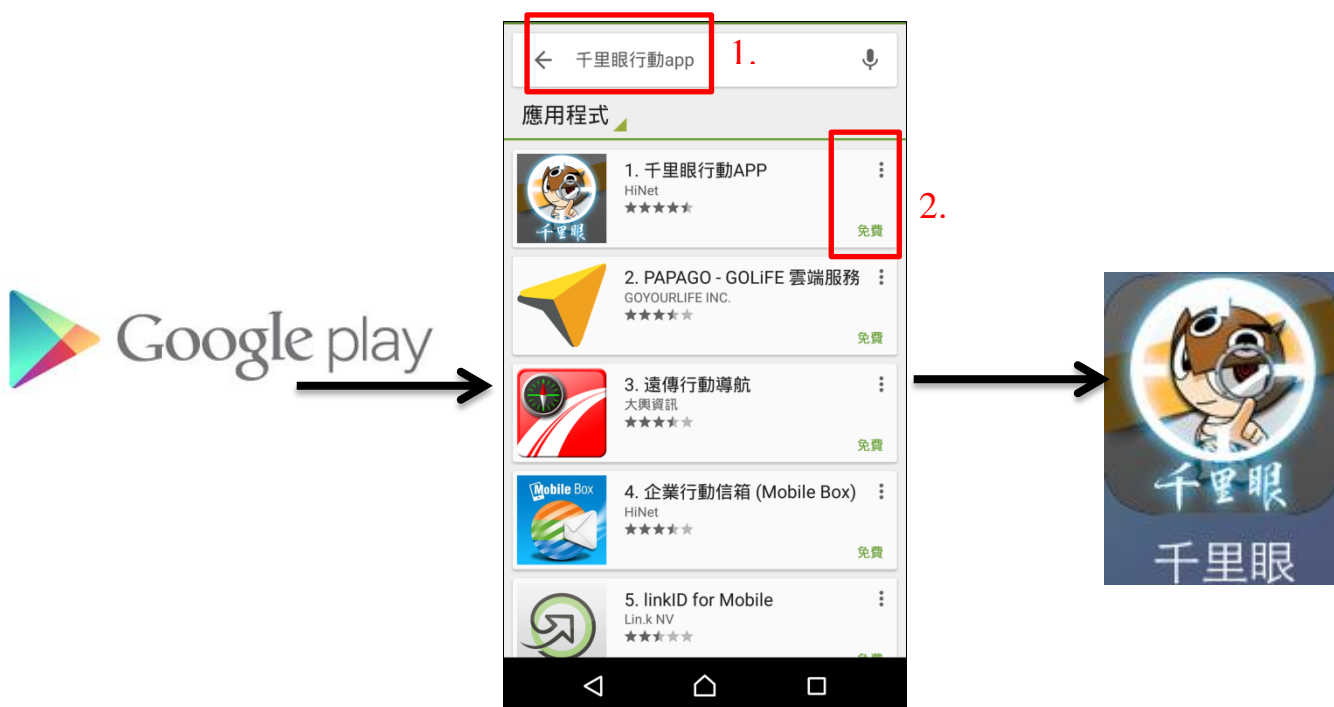 Google play
千里眼行動app
1.
應用程式
1. 千里眼行動APP
HiNet
免費
千里眼
2.
2. PAPAGO - GOLiFE 雲端服務
GOYOURLIFE INC.
免費
3. 遠傳行動導航
大輿資訊
免費
Mobile Box
4. 企業行動信箱 (Mobile Box)
HiNet
免費
5. linkID for Mobile
Lin.k NV
免費
千里眼
千里眼